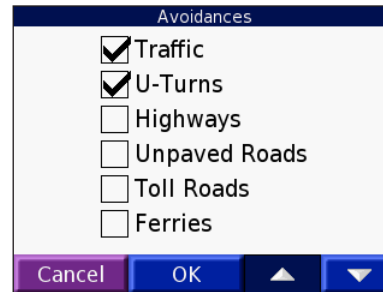 Avoidances
Traffic
U-Turns
Highways
Unpaved Roads
Toll Roads
Ferries
Cancel OK